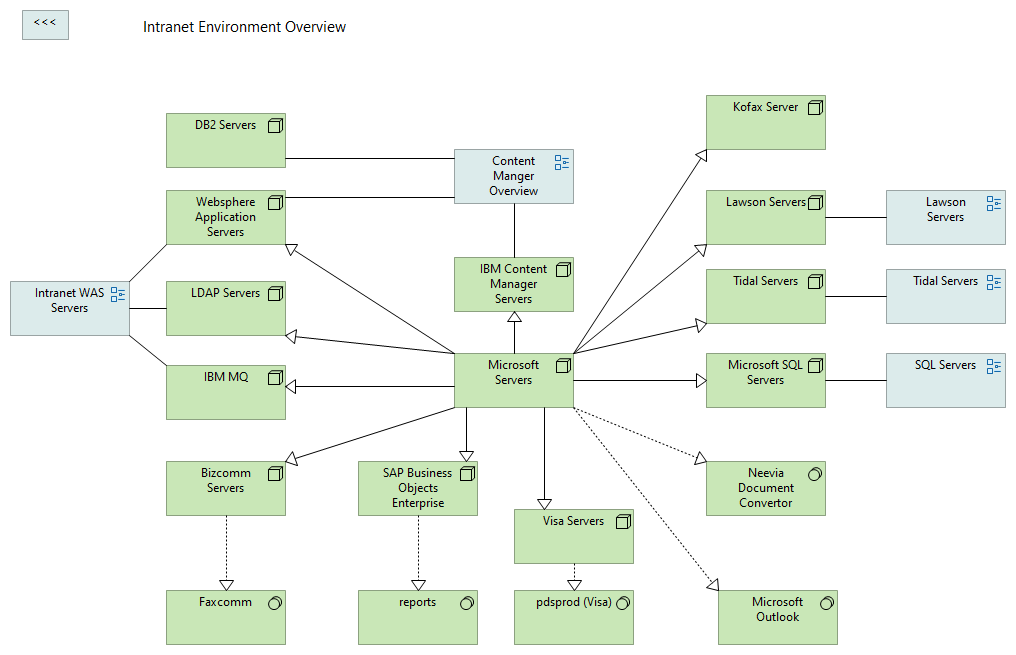 <<<
Intranet Environment Overview
DB2 Servers
Kofax Server
Content
Manger
Overview
Websphere
Application
Servers
Lawson Servers
Lawson
Servers
IBM Content
Manager
Servers
Tidal Servers
Tidal Servers
Intranet WAS
Servers
LDAP Servers
Microsoft
Servers
Microsoft SQL
Servers
SQL Servers
IBM MQ
Bizcomm
Servers
SAP Business
Objects
Enterprise
Neevia
Document
Convertor
Visa Servers
Faxcomm
reports
pdsprod (Visa)
Microsoft
Outlook